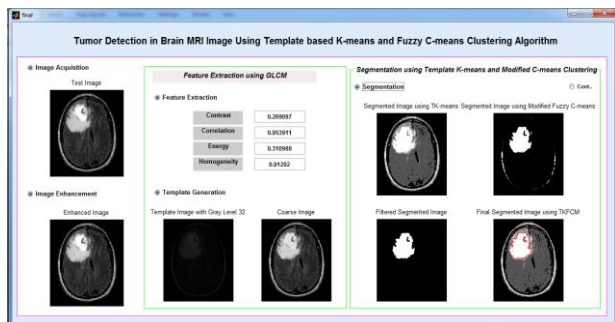 final
Tumor Detection in Brain MRI Image Using Template based K-means and Fuzzy C-means Clustering Algorithm
Image Acquisition
Test Image
Image Enhancement
Enhanced Image
Feature Extraction using GLCM
Feature Extraction
Contrast 0.269097
Correlation 0.953911
Energy 0.310988
Homogeneity 0.91292
Template Generation
Template Image with Gray Level 32
Coarse Image
Segmentation using Template K-means and Modified C-means Clustering
Segmentation
Cont..
Segmented Image using TK-means
Segmented Image using Modified Fuzzy C-means
Filtered Segmented Image
Final Segmented Image using TKFCM